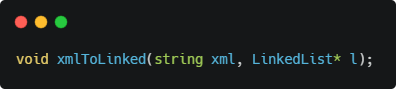 void xmlToLinked(string xml, LinkedList* l);